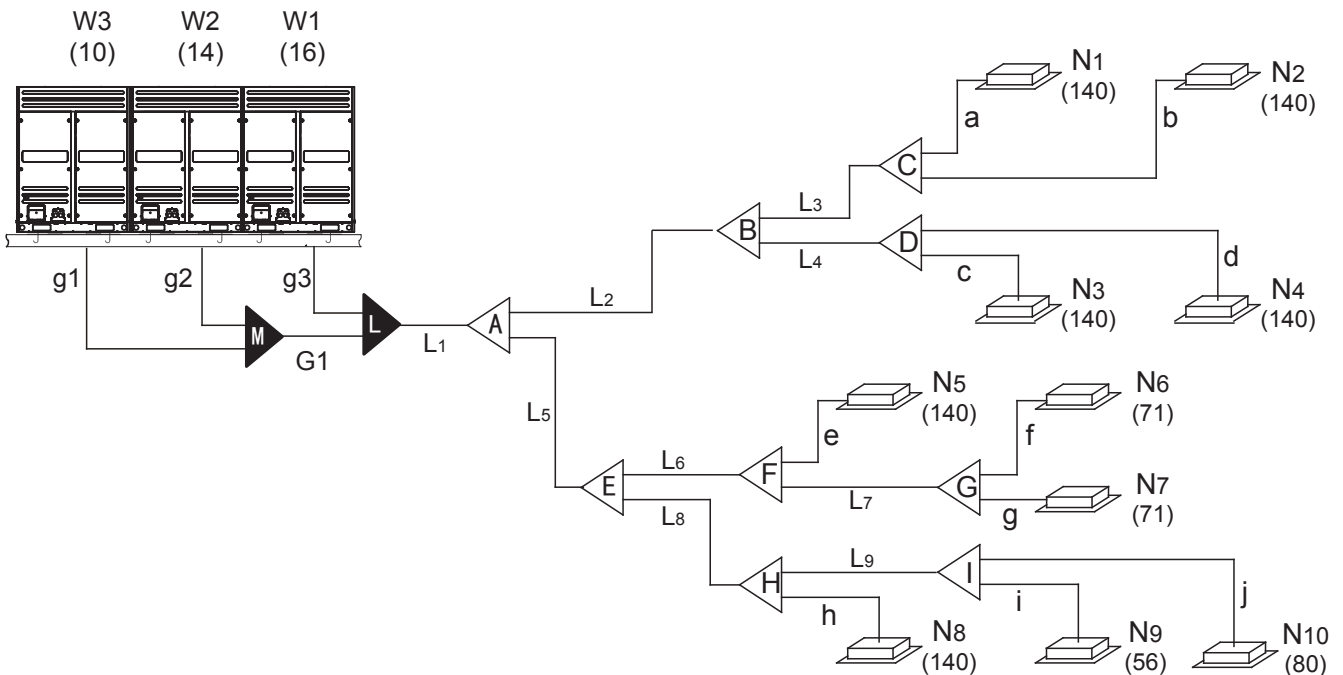 W3 W2 W1
(10) (14) (16)
N1
(140)
N2
(140)
a
b
C
L3
B
D
L4
c
d
N3
(140)
N4
(140)
g1
g2
g3
M
L
G1
L1
A
L2
L5
N5
(140)
N6
(71)
e
f
L6
F
E
L7
G
g
N7
(71)
L8
L9
H
I
h
i
j
N8
(140)
N9
(56)
N10
(80)